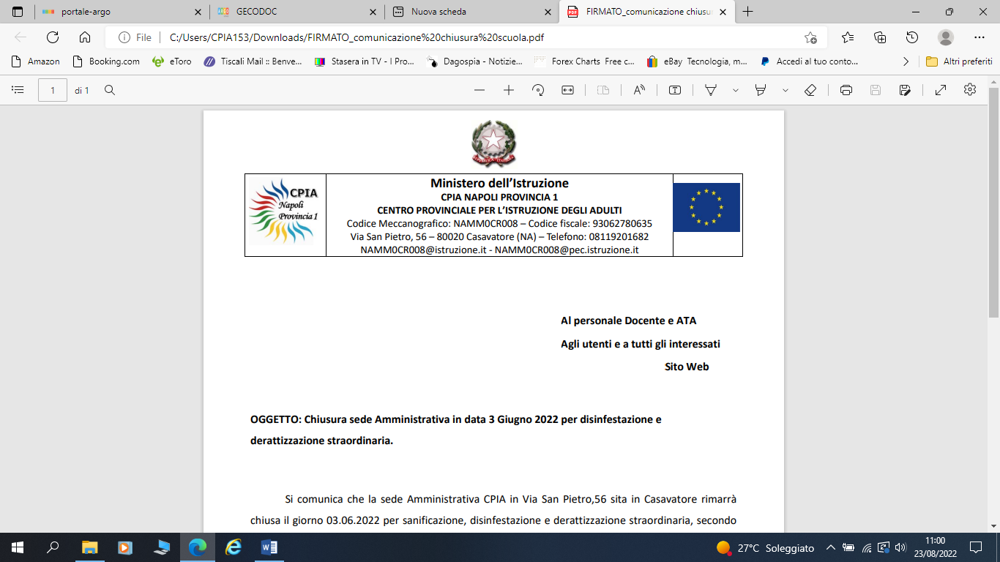 portale-argo
GECODOC
Nuova scheda
FIRMATO_comunicazione chiusu
File
C:/Users/CPIA153/Downloads/FIRMATO_comunicazione%20chiusura%20scuola.pdf
Amazon
Booking.com
eToro
Tiscali Mail :: Benve...
Stasera in TV - I Pro...
Dagospia - Notizie...
Forex Charts Free c...
eBay Tecnologia, m...
Accedi al tuo conto...
Altri preferiti
1 di 1
CPIA
Napoli
Provincia 1
Ministero dell’Istruzione
CPIA NAPOLI PROVINCIA 1
CENTRO PROVINCIALE PER L’ISTRUZIONE DEGLI ADULTI
Codice Meccanografico: NAMM0CR008 – Codice fiscale: 93062780635
Via San Pietro, 56 – 80020 Casavatore (NA) – Telefono: 08119201682
NAMM0CR008@istruzione.it - NAMM0CR008@pec.istruzione.it
Al personale Docente e ATA
Agli utenti e a tutti gli interessati
Sito Web
OGGETTO: Chiusura sede Amministrativa in data 3 Giugno 2022 per disinfestazione e
derattizzazione straordinaria.
Si comunica che la sede Amministrativa CPIA in Via San Pietro,56 sita in Casavatore rimarrà
chiusa il giorno 03.06.2022 per sanificazione, disinfestazione e derattizzazione straordinaria, secondo
27°C Soleggiato
11:00
23/08/2022